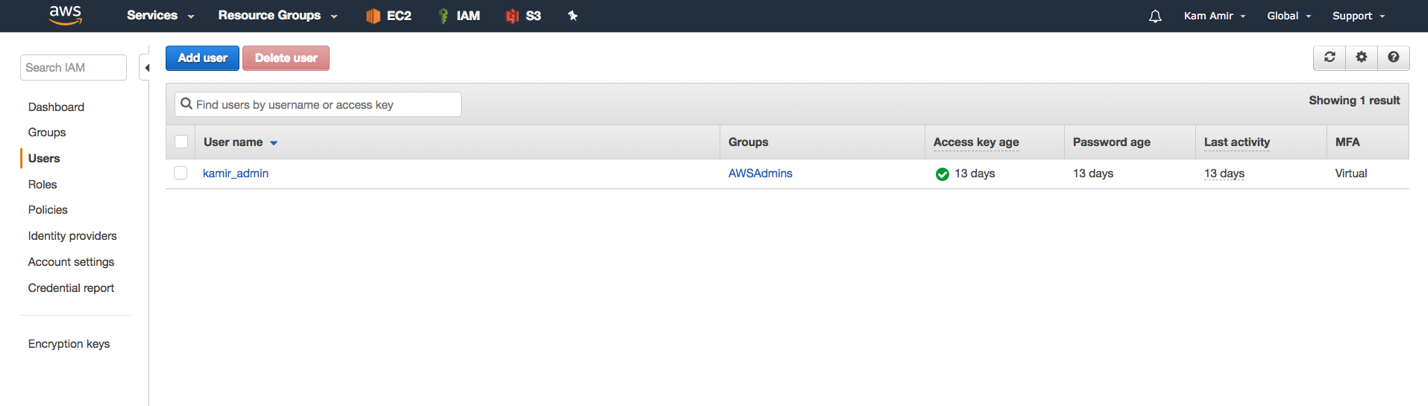 aws Services Resource Groups EC2 IAM S3 Kam Amir Global Support
Search IAM
Add user Delete user
Find users by username or access key
Showing 1 result
Dashboard
Groups
Users
Roles
Policies
Identity providers
Account settings
Credential report
Encryption keys
User name Groups Access key age Password age Last activity MFA
kamir_admin AWSAdmins 13 days 13 days 13 days Virtual